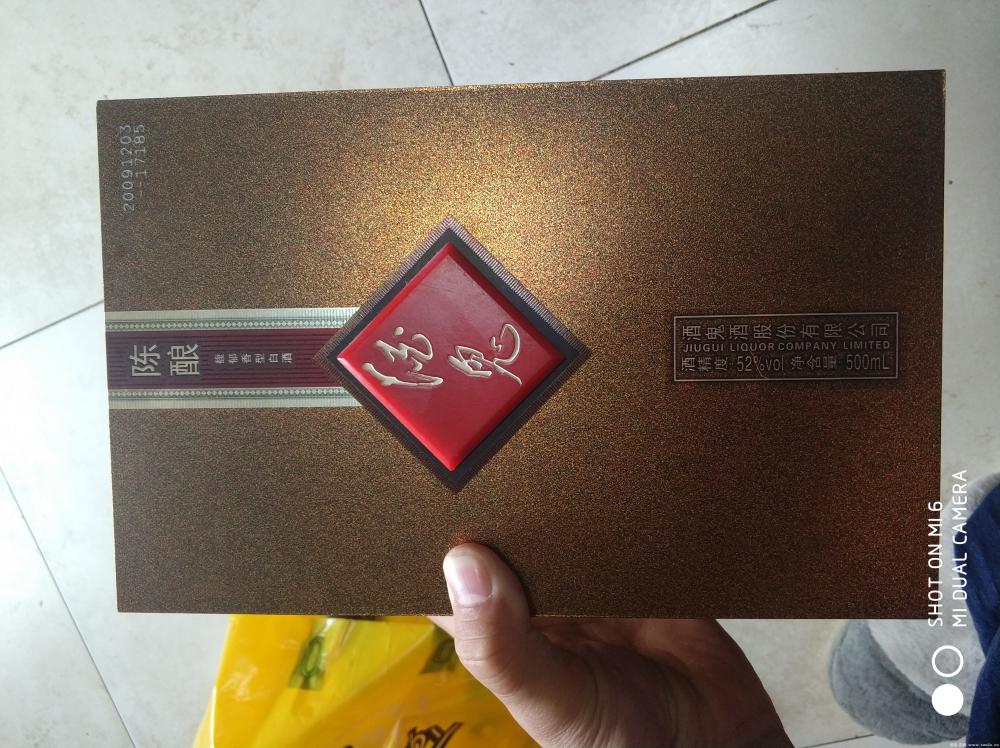 20091203
--17185
陈酿
馥郁香型白酒
酒鬼
酒鬼酒股份有限公司
JIUGUI LIQUOR COMPANY LIMITED
酒精度 52%vol 净含量 500mL
SHOT ON MI 6
MI DUAL CAMERA